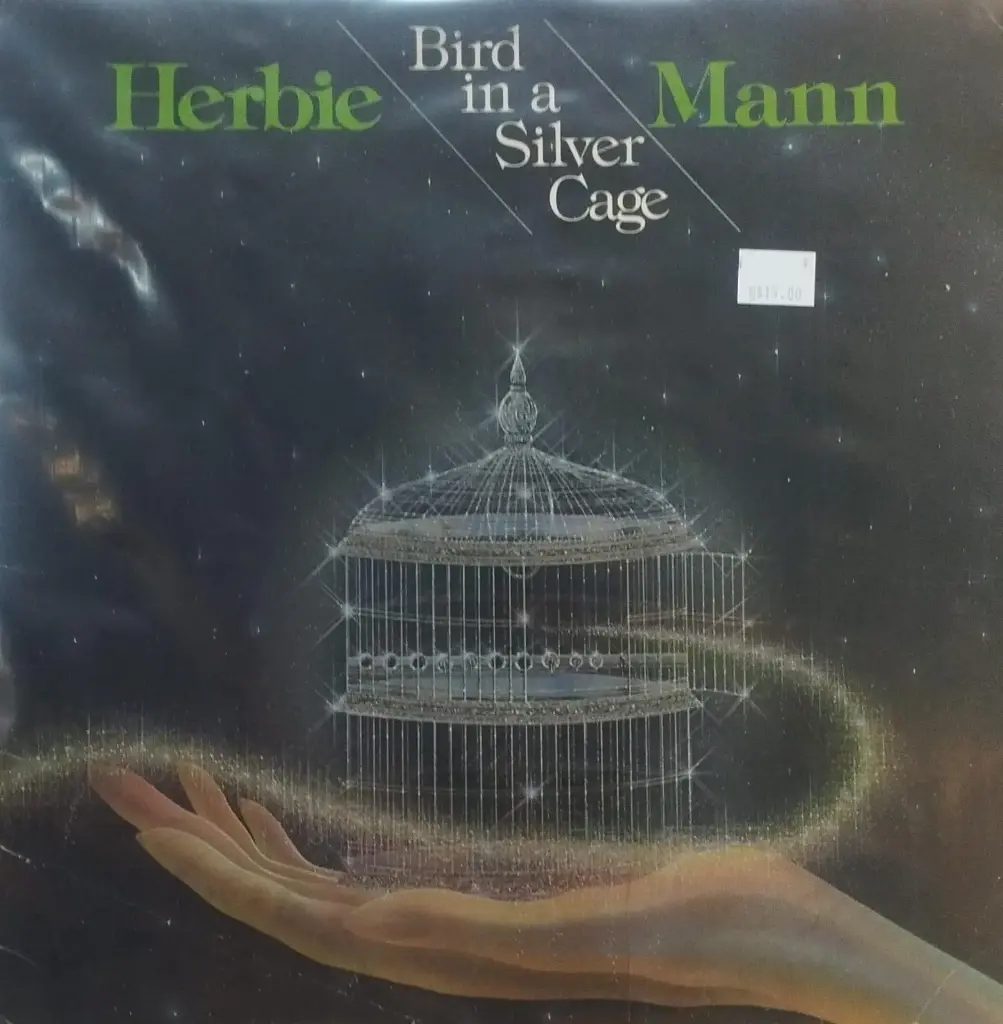 Herbie
Bird
in a
Silver
Cage
Mann